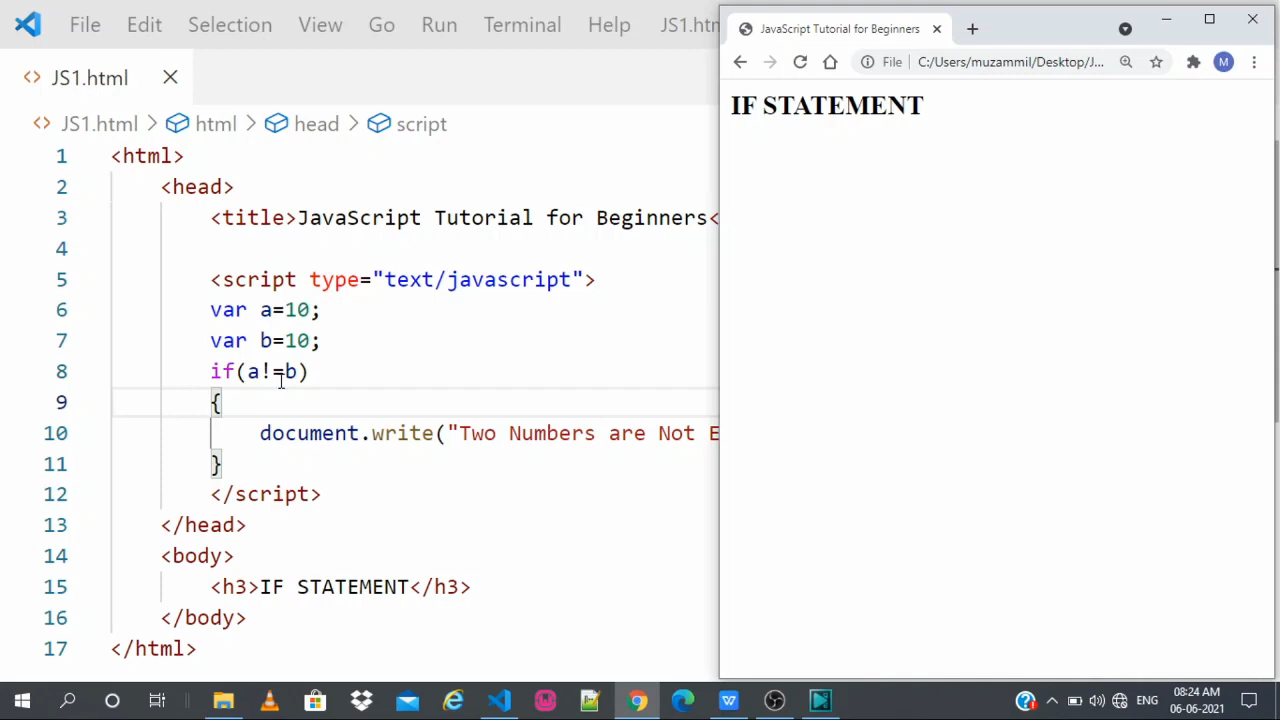 File Edit Selection View Go Run Terminal Help JS1.htm
JS1.html
JS1.html > html > head > script
1 <html>
2 <head>
3 <title>JavaScript Tutorial for Beginners<
4
5 <script type="text/javascript">
6 var a=10;
7 var b=10;
8 if(a!=b)
9 {
10 document.write("Two Numbers are Not E
11 }
12 </script>
13 </head>
14 <body>
15 <h3>IF STATEMENT</h3>
16 </body>
17 </html>
JavaScript Tutorial for Beginners
File C:/Users/muzammil/Desktop/J... M
IF STATEMENT
ENG
08:24 AM
06-06-2021